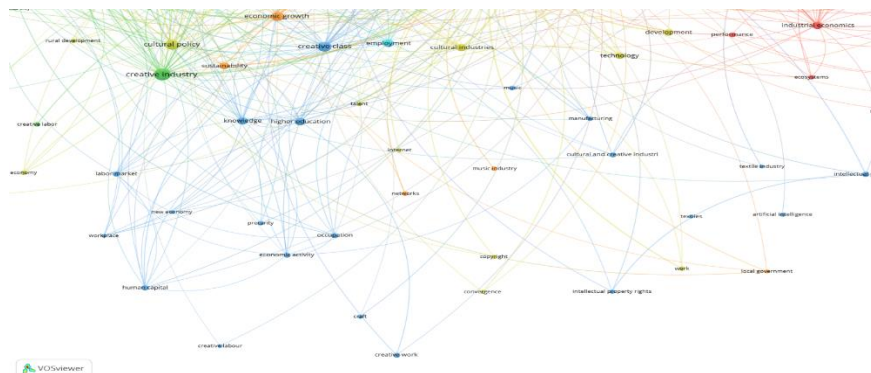 economic growth
industrial economics
development
performance
rural development
cultural policy
creative class
employment
cultural industries
technology
sustainability
creative industry
ecosystems
music
talent
knowledge
higher education
manufacturing
creative labor
internet
cultural and creative industri
music industry
textile industry
economy
labor market
intellectual
networks
new economy
precarity
textiles
artificial intelligence
workplace
occupation
economic activity
copyright
work
local government
human capital
convergence
intellectual property rights
craft
creative labour
creative work
VOSviewer